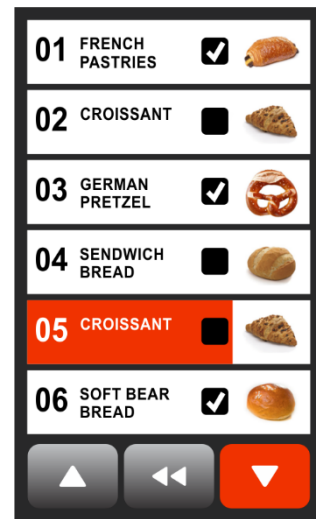 01 FRENCH
PASTRIES
02 CROISSANT
03 GERMAN
PRETZEL
04 SENDWICH
BREAD
05 CROISSANT
06 SOFT BEAR
BREAD